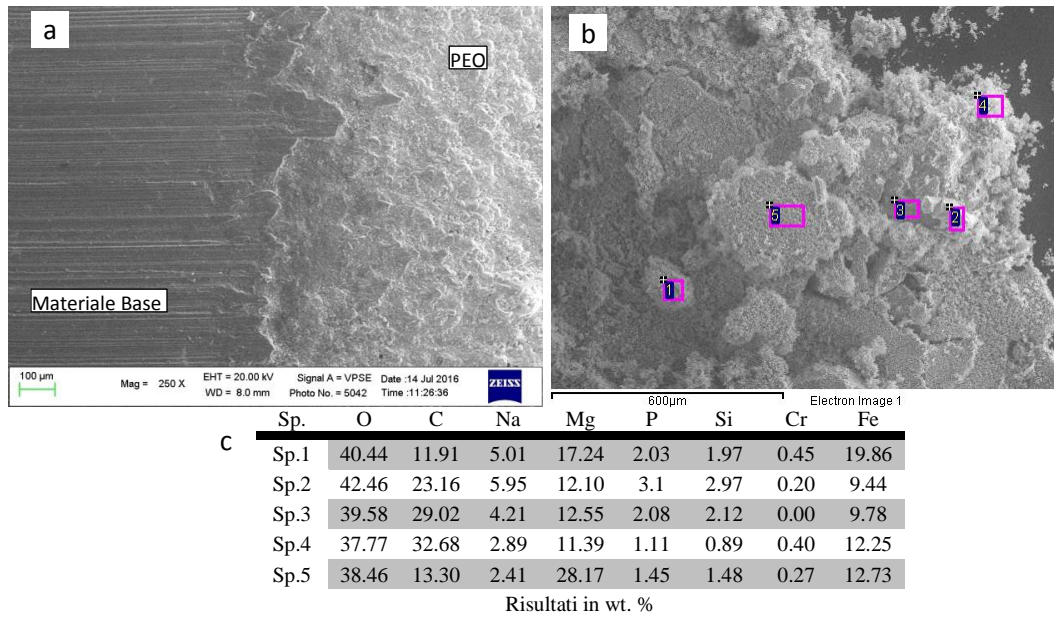 a
PEO
Materiale Base
100 µm
Mag = 250 X
EHT = 20.00 kV
WD = 8.0 mm
Signal A = VPSE
Photo No. = 5042
Date :14 Jul 2016
Time :11:26:36
ZEISS
b
4
5
3
2
1
600µm
Electron Image 1
c
Sp. O C Na Mg P Si Cr Fe
Sp.1 40.44 11.91 5.01 17.24 2.03 1.97 0.45 19.86
Sp.2 42.46 23.16 5.95 12.10 3.1 2.97 0.20 9.44
Sp.3 39.58 29.02 4.21 12.55 2.08 2.12 0.00 9.78
Sp.4 37.77 32.68 2.89 11.39 1.11 0.89 0.40 12.25
Sp.5 38.46 13.30 2.41 28.17 1.45 1.48 0.27 12.73
Risultati in wt. %